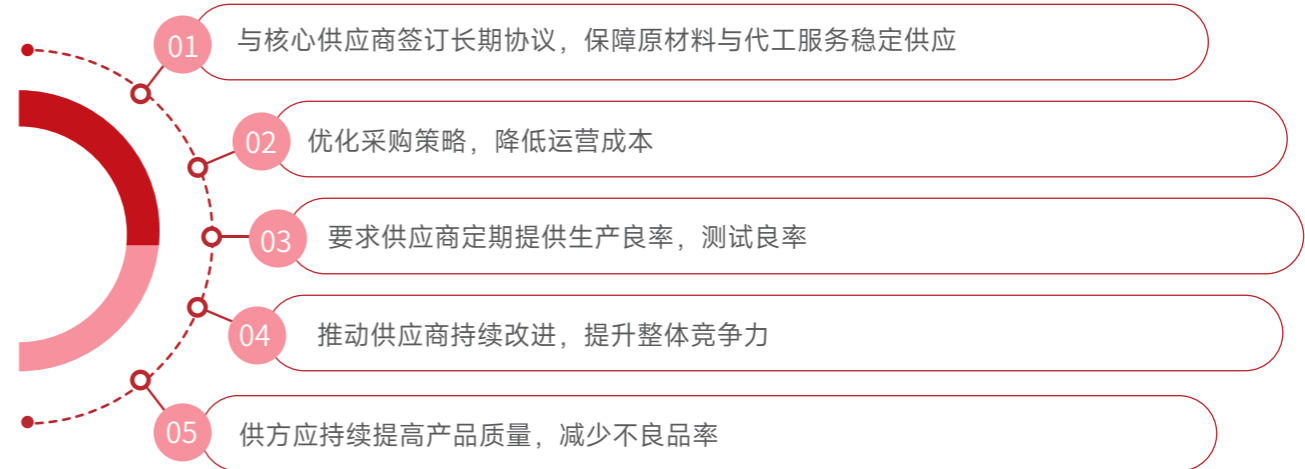 01 与核心供应商签订长期协议，保障原材料与代工服务稳定供应
02 优化采购策略，降低运营成本
03 要求供应商定期提供生产良率，测试良率
04 推动供应商持续改进，提升整体竞争力
05 供方应持续提高产品质量，减少不良品率